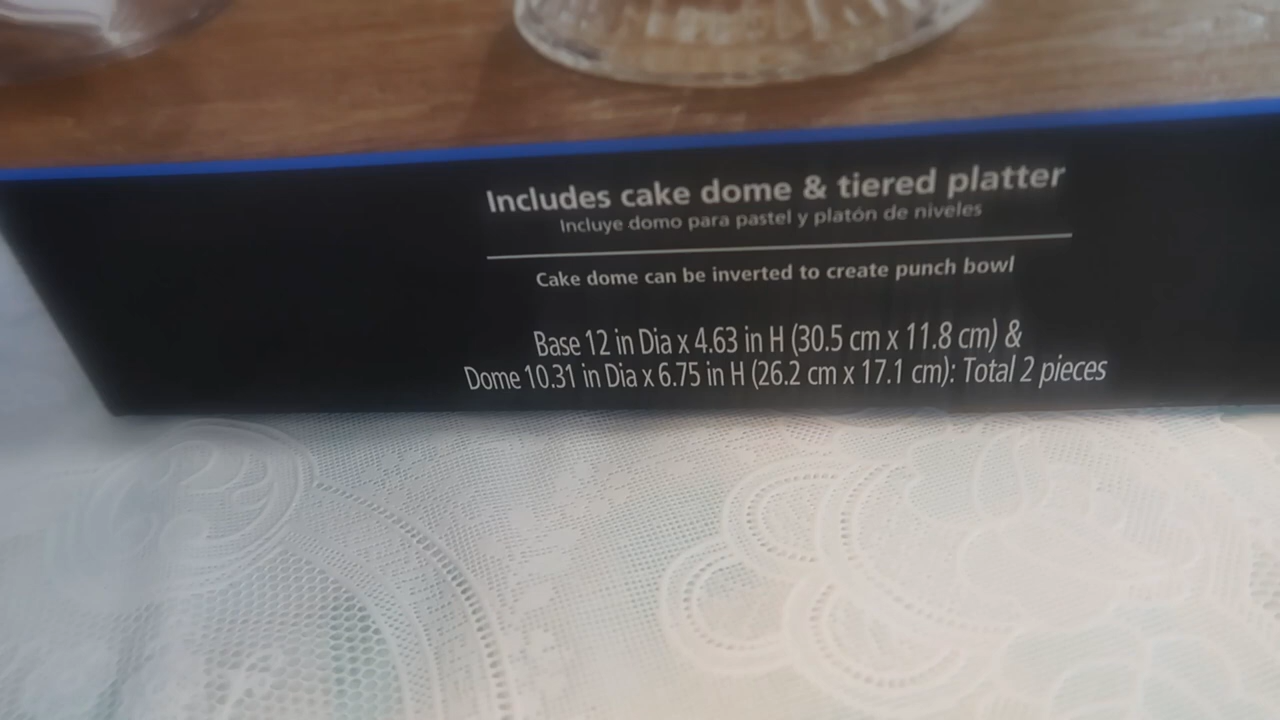 Includes cake dome & tiered platter
Incluye domo para pastel y platón de niveles
Cake dome can be inverted to create punch bowl
Base 12 in Dia x 4.63 in H (30.5 cm x 11.8 cm) &
Dome 10.31 in Dia x 6.75 in H (26.2 cm x 17.1 cm): Total 2 pieces